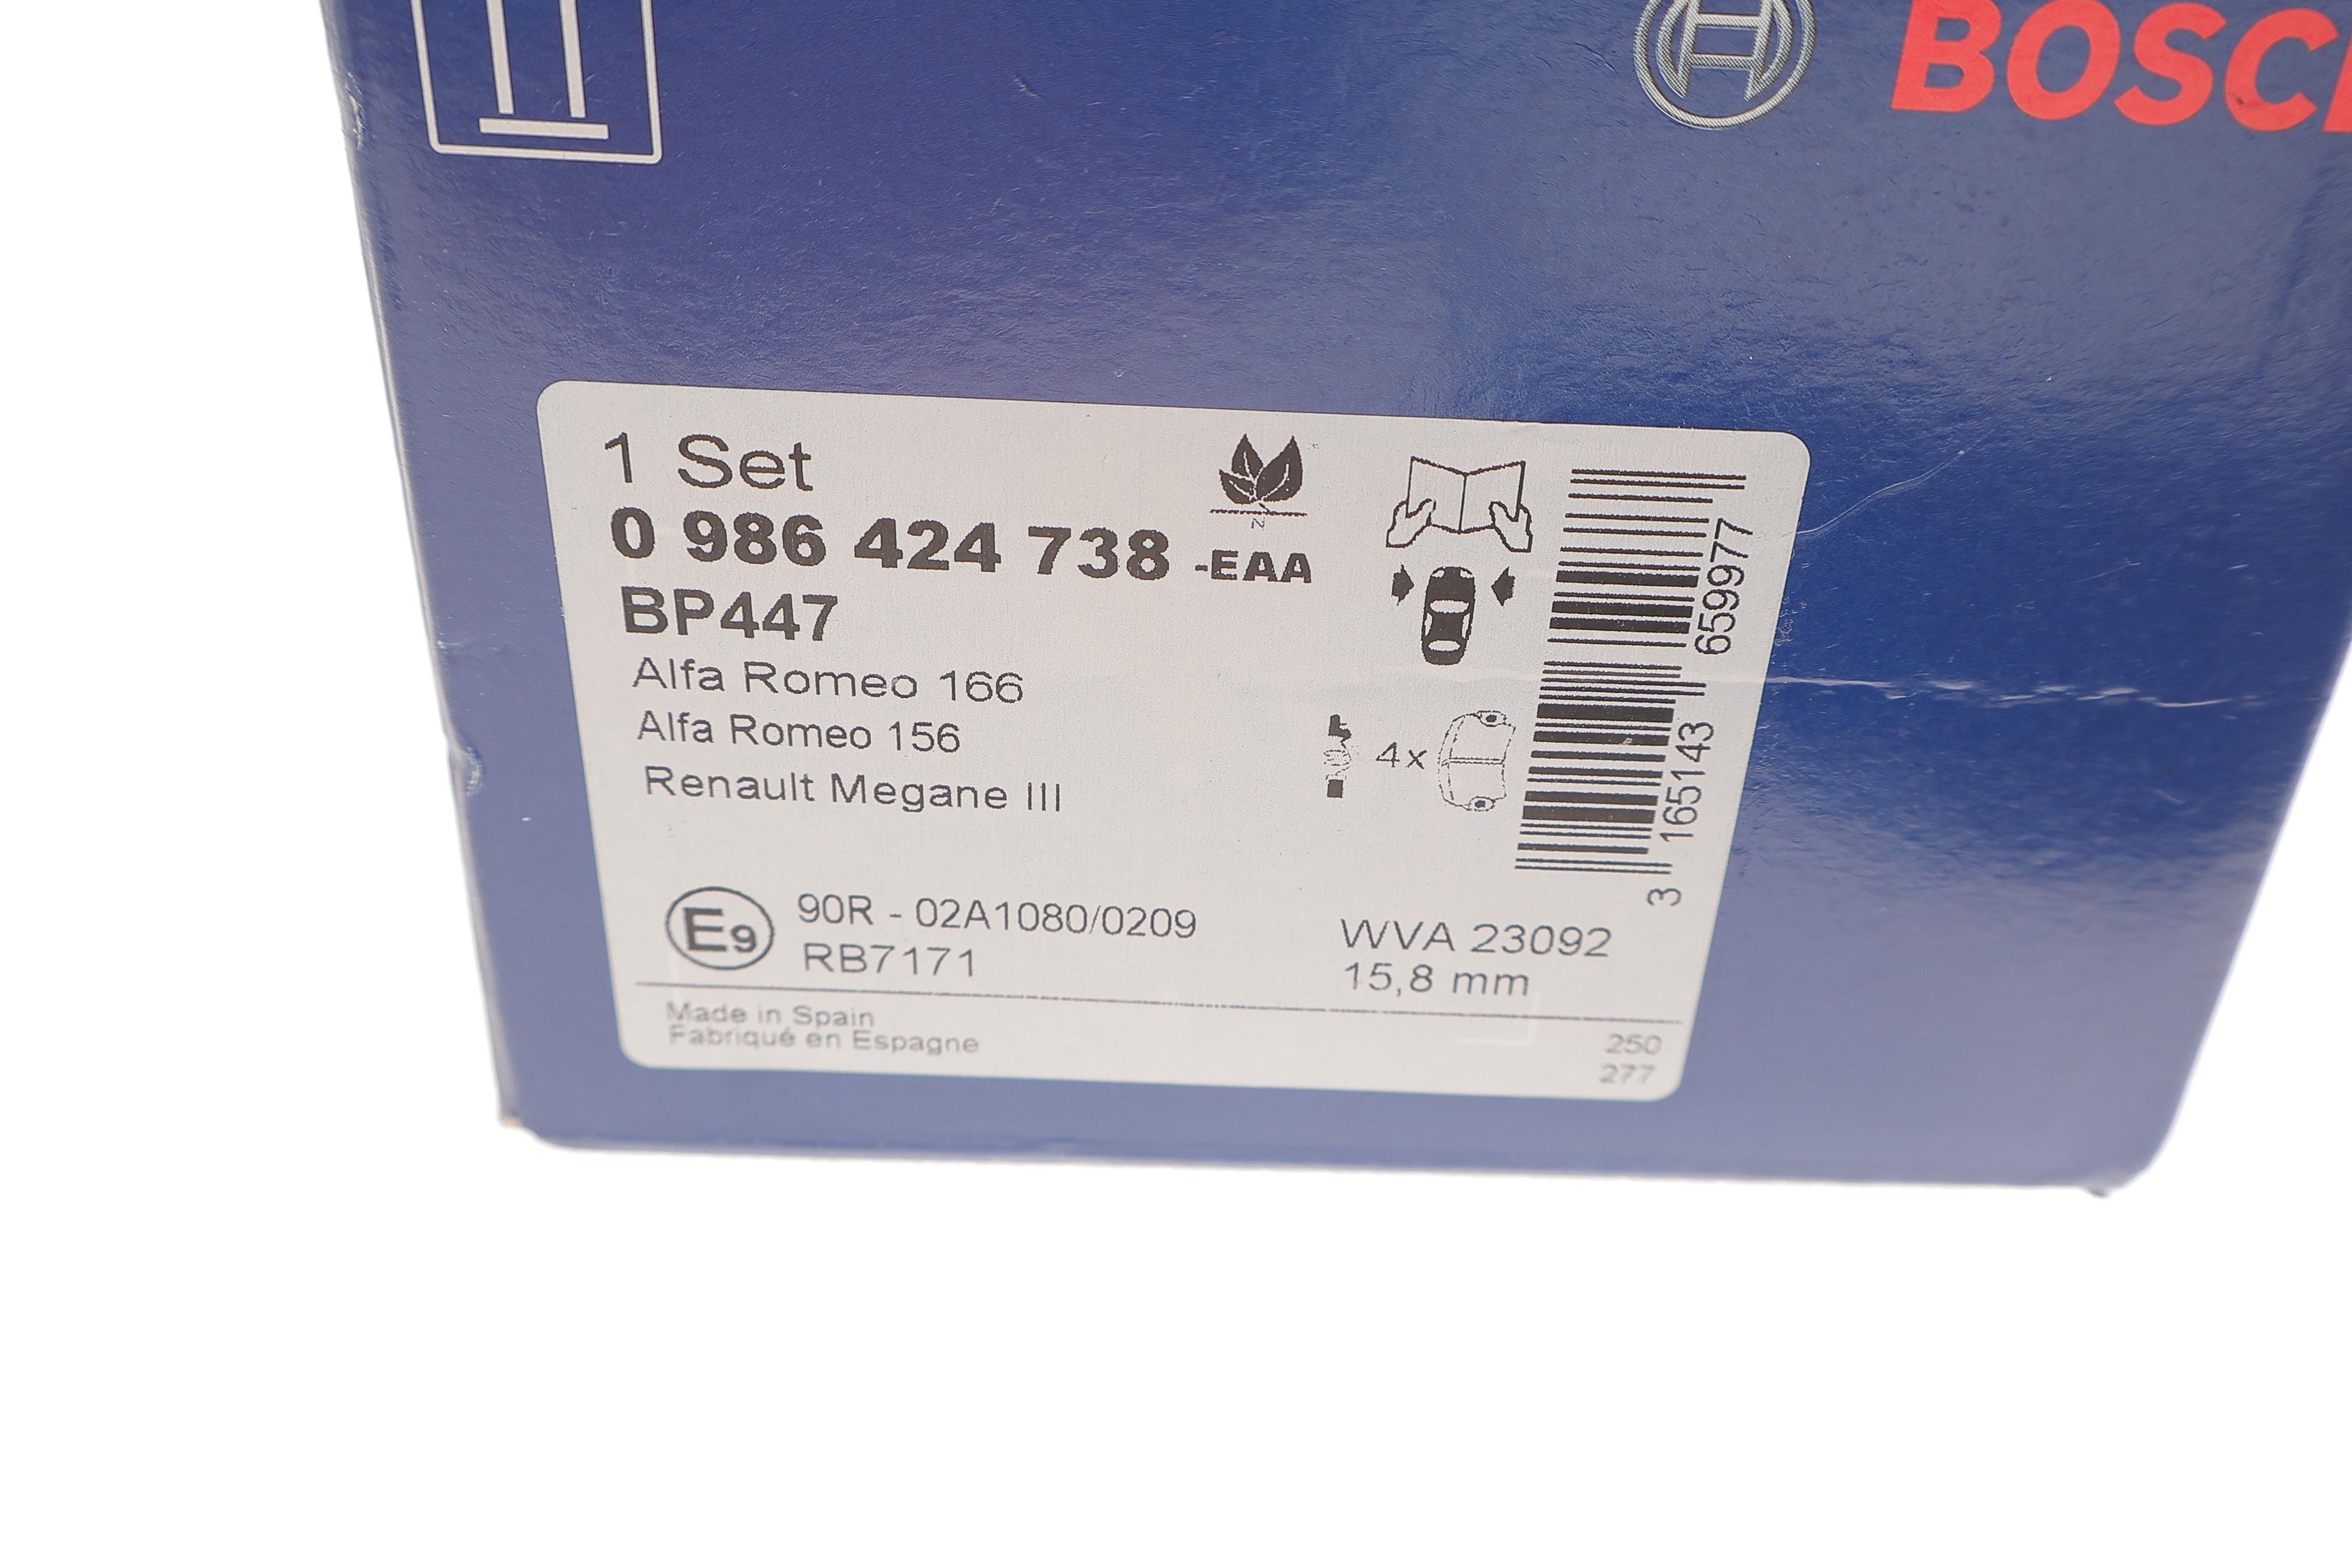 BOSCH
1 Set
0 986 424 738 -EAA
BP447
Alfa Romeo 166
Alfa Romeo 156
Renault Megane III
4x
3 165143 659977
E9
90R - 02A1080/0209
RB7171
WVA 23092
15,8 mm
Made in Spain
Fabriqué en Espagne
250
277